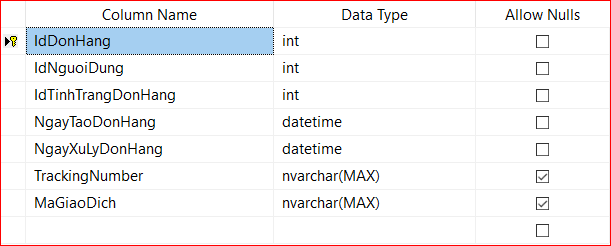 Column Name Data Type Allow Nulls
IdDonHang int
IdNguoiDung int
IdTinhTrangDonHang int
NgayTaoDonHang datetime
NgayXuLyDonHang datetime
TrackingNumber nvarchar(MAX)
MaGiaoDich nvarchar(MAX)